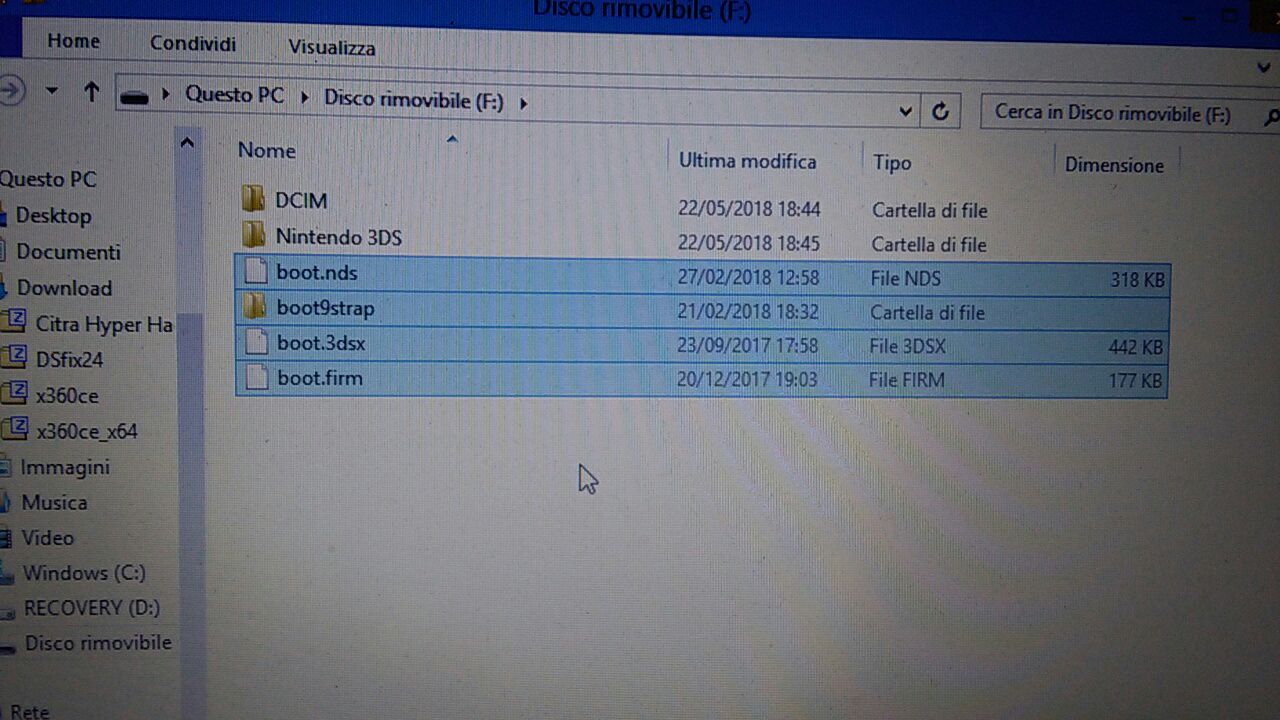 Disco rimovibile (F:)
Home Condividi Visualizza
Questo PC Disco rimovibile (F:) Cerca in Disco rimovibile (F:)
Nome Ultima modifica Tipo Dimensione
DCIM 22/05/2018 18:44 Cartella di file
Nintendo 3DS 22/05/2018 18:45 Cartella di file
boot.nds 27/02/2018 12:58 File NDS 318 KB
boot9strap 21/02/2018 18:32 Cartella di file
boot.3dsx 23/09/2017 17:58 File 3DSX 442 KB
boot.firm 20/12/2017 19:03 File FIRM 177 KB
Questo PC
Desktop
Documenti
Download
Citra Hyper Ha
DSfix24
x360ce
x360ce_x64
Immagini
Musica
Video
Windows (C:)
RECOVERY (D:)
Disco rimovibile
Rete